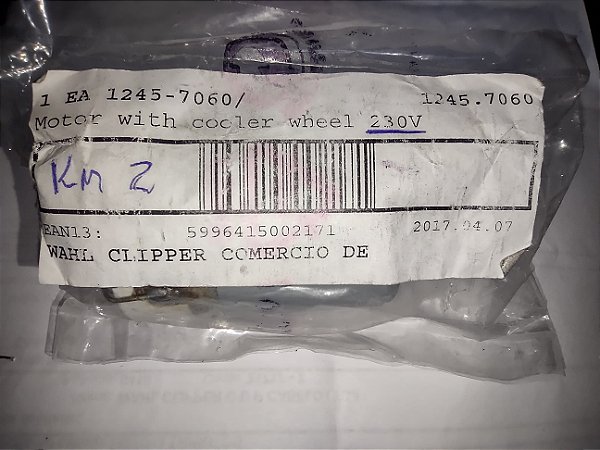 1 EA 1245-7060/ 1245.7060
Motor with cooler wheel 230V
KM 2
EAN13: 5996415002171 2017.04.07
WAHL CLIPPER COMERCIO DE